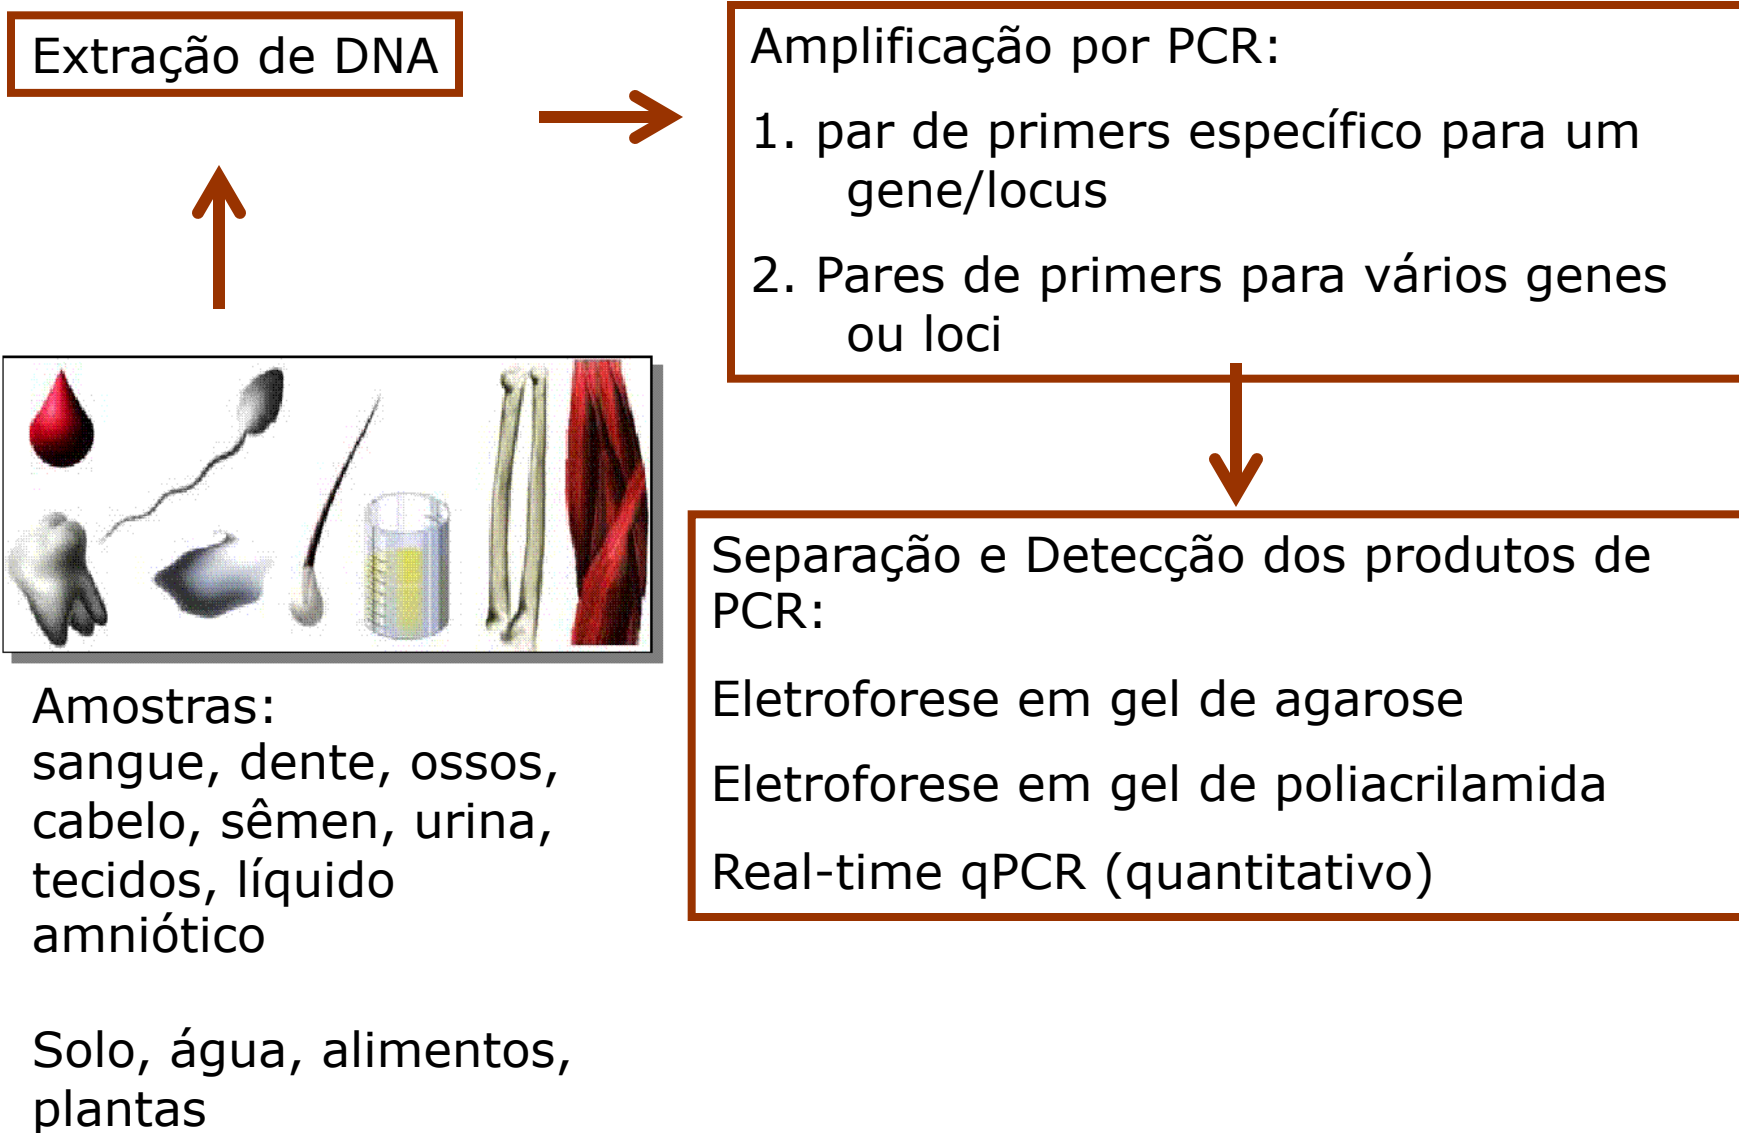 Extração de DNA
Amplificação por PCR:
1. par de primers específico para um
gene/locus
2. Pares de primers para vários genes
ou loci
Separação e Detecção dos produtos de
PCR:
Eletroforese em gel de agarose
Eletroforese em gel de poliacrilamida
Real-time qPCR (quantitativo)
Amostras:
sangue, dente, ossos,
cabelo, sêmen, urina,
tecidos, líquido
amniótico
Solo, água, alimentos,
plantas